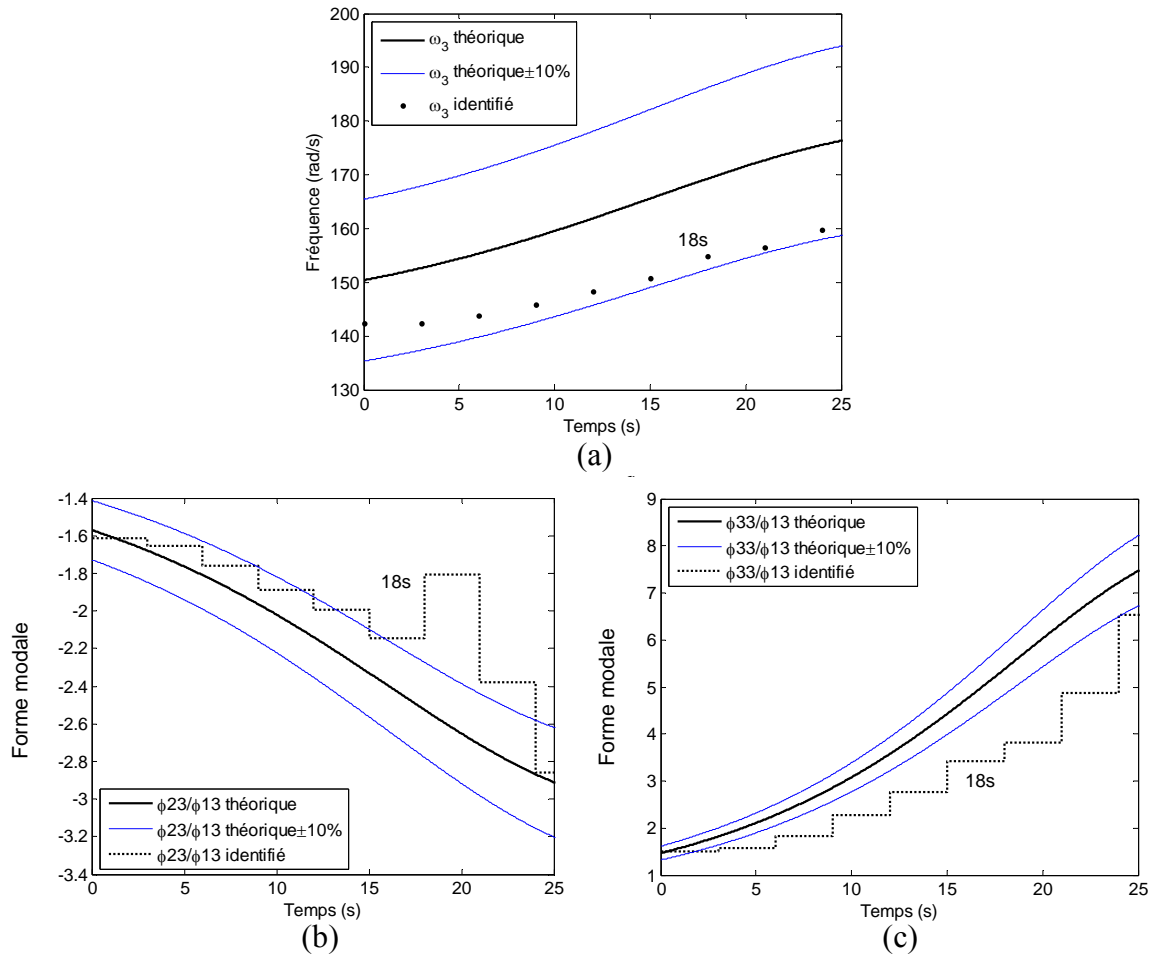 200
190
180
170
160
150
140
130
Fréquence (rad/s)
ω3 théorique
ω3 théorique±10%
ω3 identifié
18s
0 5 10 15 20 25
Temps (s)
(a)
-1.4
-1.6
-1.8
-2
-2.2
-2.4
-2.6
-2.8
-3
-3.2
-3.4
Forme modale
18s
ϕ23/ϕ13 théorique
ϕ23/ϕ13 théorique±10%
ϕ23/ϕ13 identifié
0 5 10 15 20 25
Temps (s)
(b)
9
8
7
6
5
4
3
2
1
Forme modale
ϕ33/ϕ13 théorique
ϕ33/ϕ13 théorique±10%
ϕ33/ϕ13 identifié
18s
0 5 10 15 20 25
Temps (s)
(c)